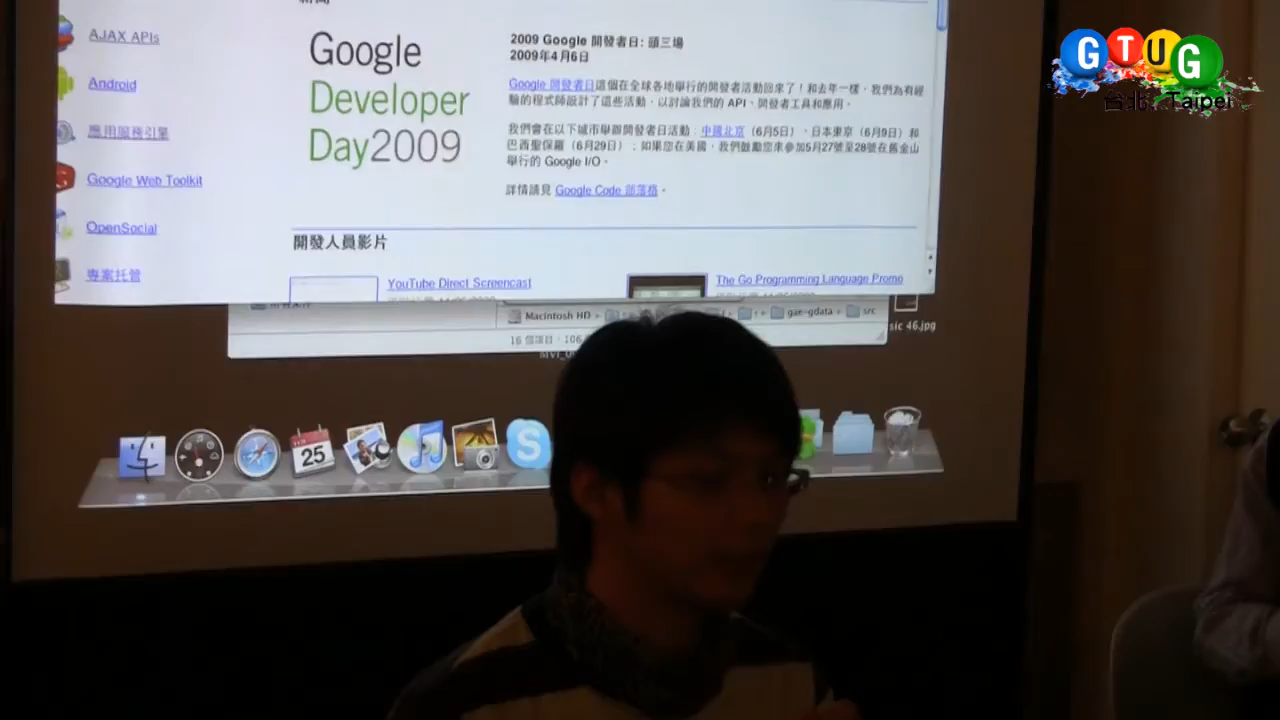 新聞
AJAX APIs
Android
應用服務引擎
Google Web Toolkit
OpenSocial
專案托管
Google
Developer
Day2009
2009 Google 開發者日: 頭三場
2009年4月6日
Google 開發者日這個在全球各地舉行的開發者活動回來了！和去年一樣，我們為有經
驗的程式師設計了這些活動，以討論我們的 API、開發者工具和應用。
我們會在以下城市舉辦開發者日活動：中國北京（6月5日）、日本東京（6月9日）和
巴西聖保羅（6月29日）；如果您在美國，我們鼓勵您來參加5月27號至28號在舊金山
舉行的 Google I/O。
詳情請見 Google Code 部落格。
開發人員影片
YouTube Direct Screencast
The Go Programming Language Promo
Macintosh HD
gae-gdata
src
16 個項目
sic 46.jpg
25
S
GTUG
台北 Taipei